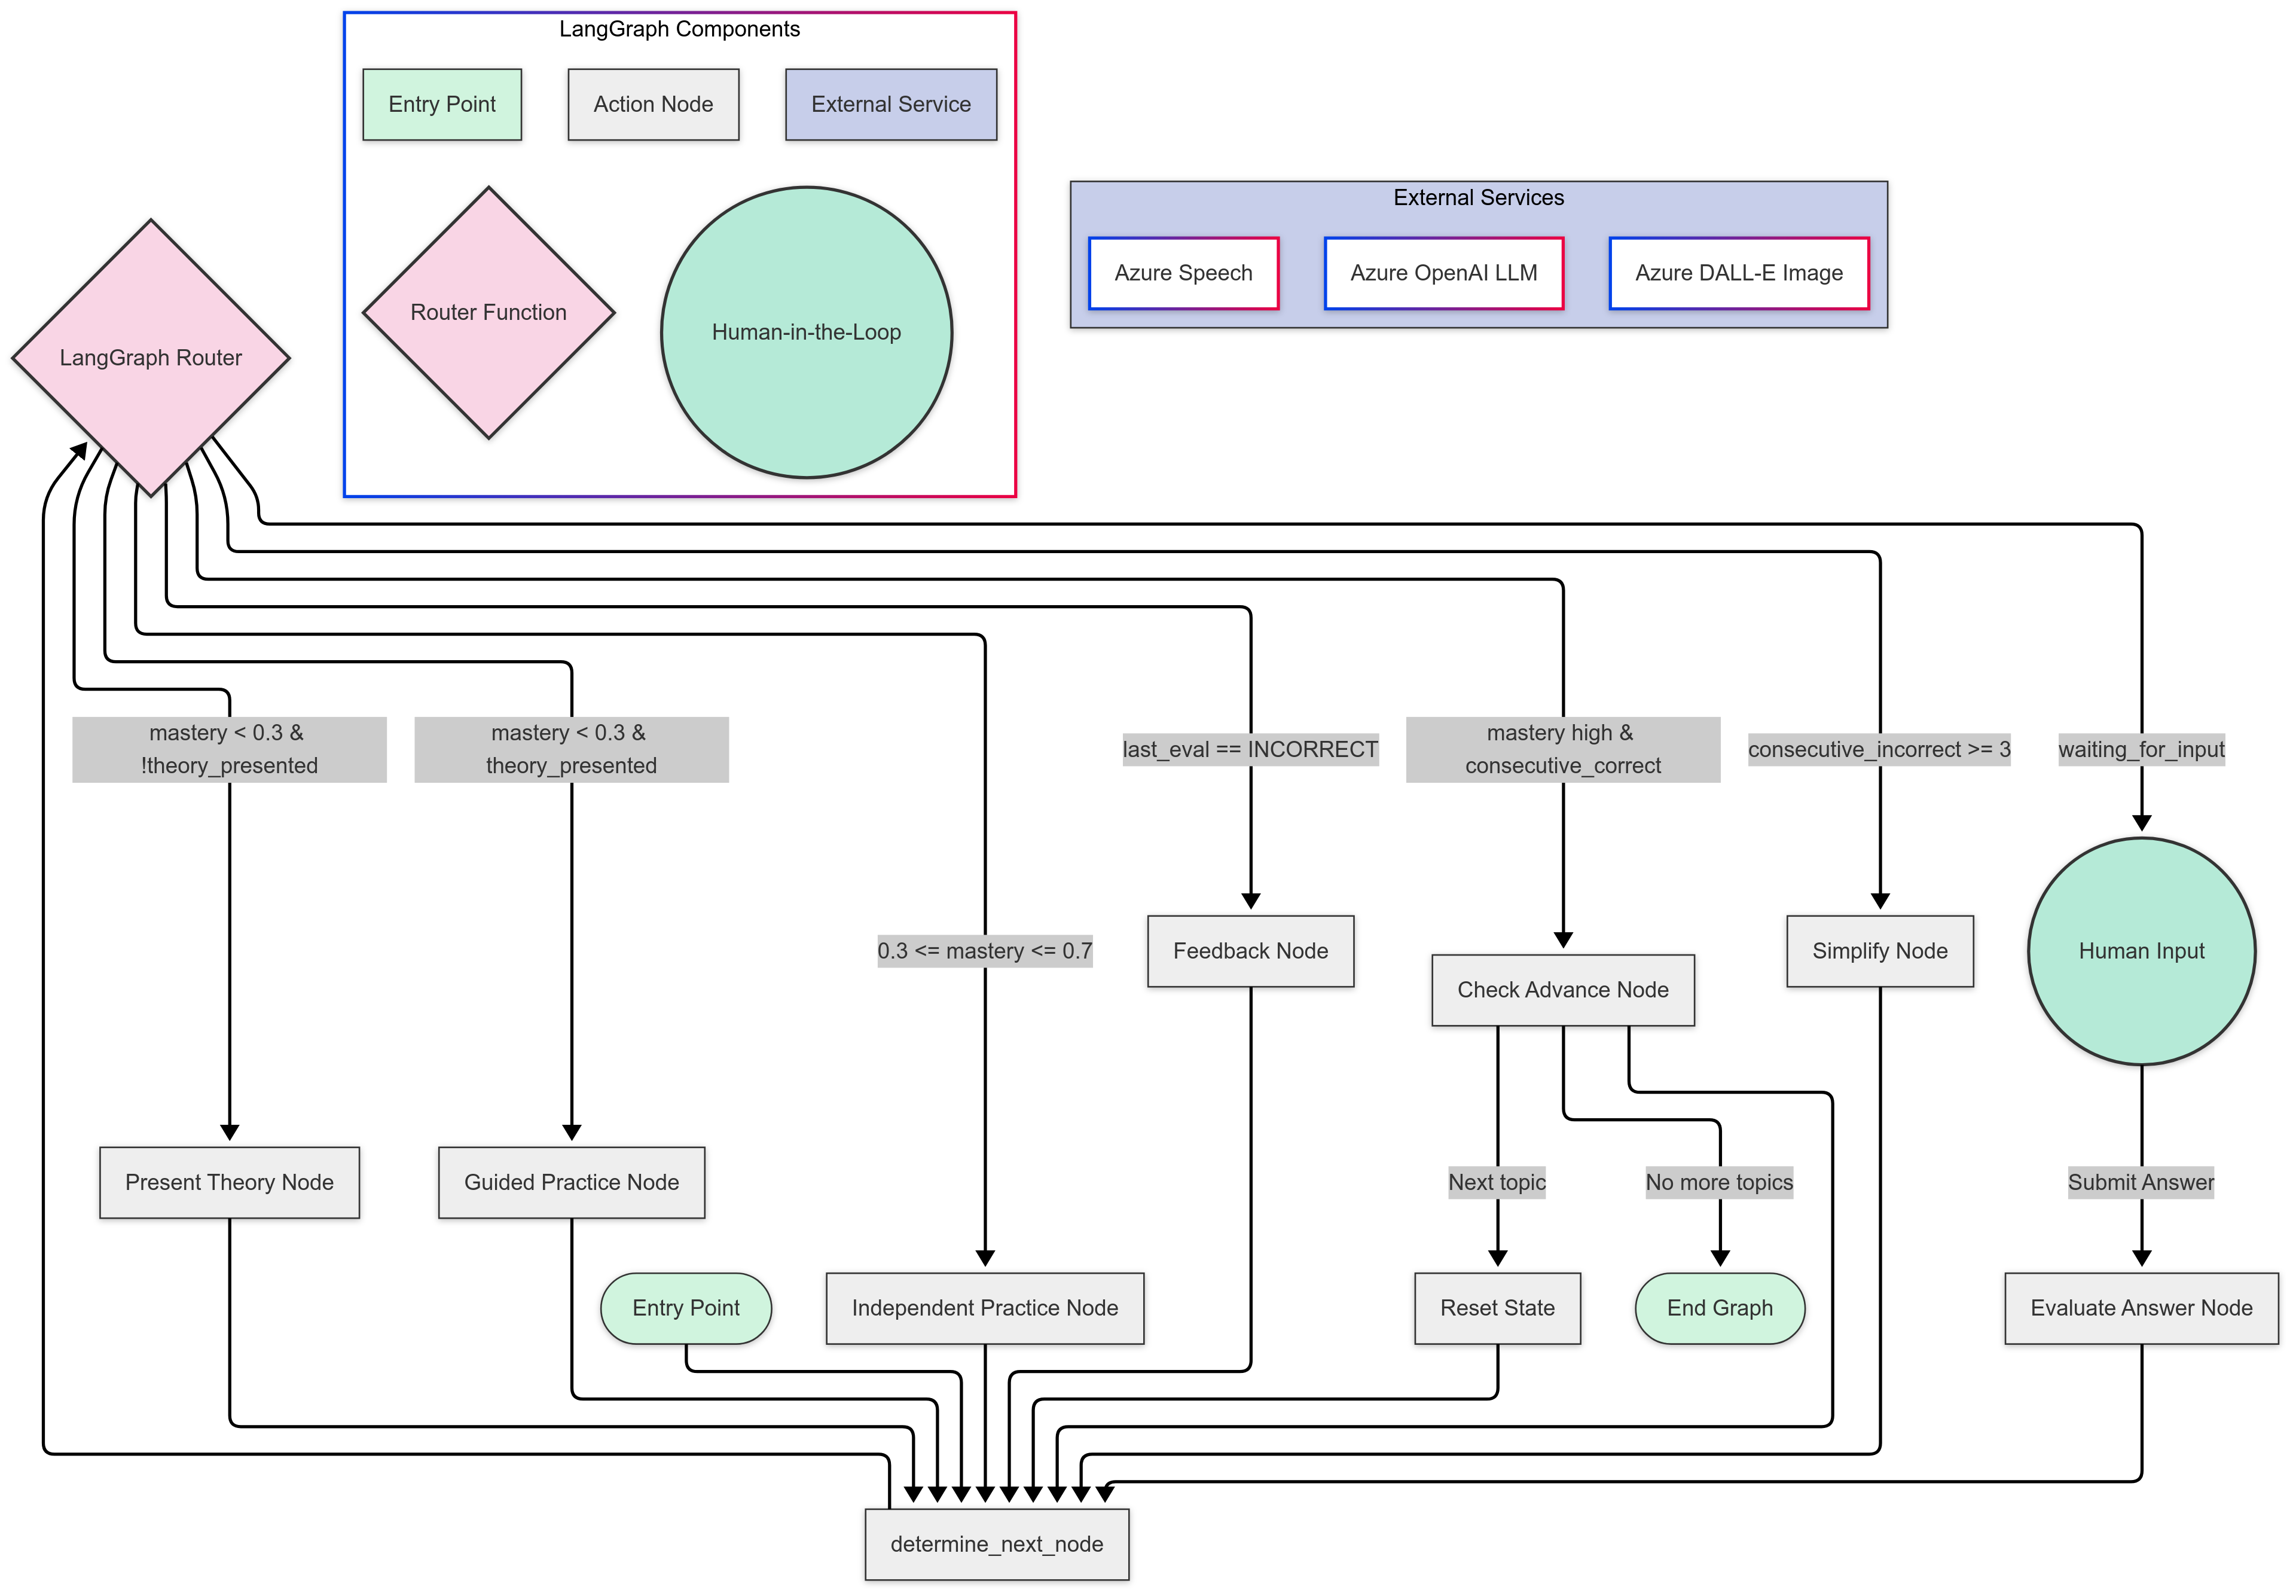 LangGraph Components
Entry Point
Action Node
External Service
Router Function
Human-in-the-Loop
External Services
Azure Speech
Azure OpenAI LLM
Azure DALL-E Image
LangGraph Router
mastery < 0.3 &
!theory_presented
mastery < 0.3 &
theory_presented
0.3 <= mastery <= 0.7
last_eval == INCORRECT
mastery high &
consecutive_correct
consecutive_incorrect >= 3
waiting_for_input
Feedback Node
Check Advance Node
Simplify Node
Human Input
Present Theory Node
Guided Practice Node
Next topic
No more topics
Submit Answer
Entry Point
Independent Practice Node
Reset State
End Graph
Evaluate Answer Node
determine_next_node